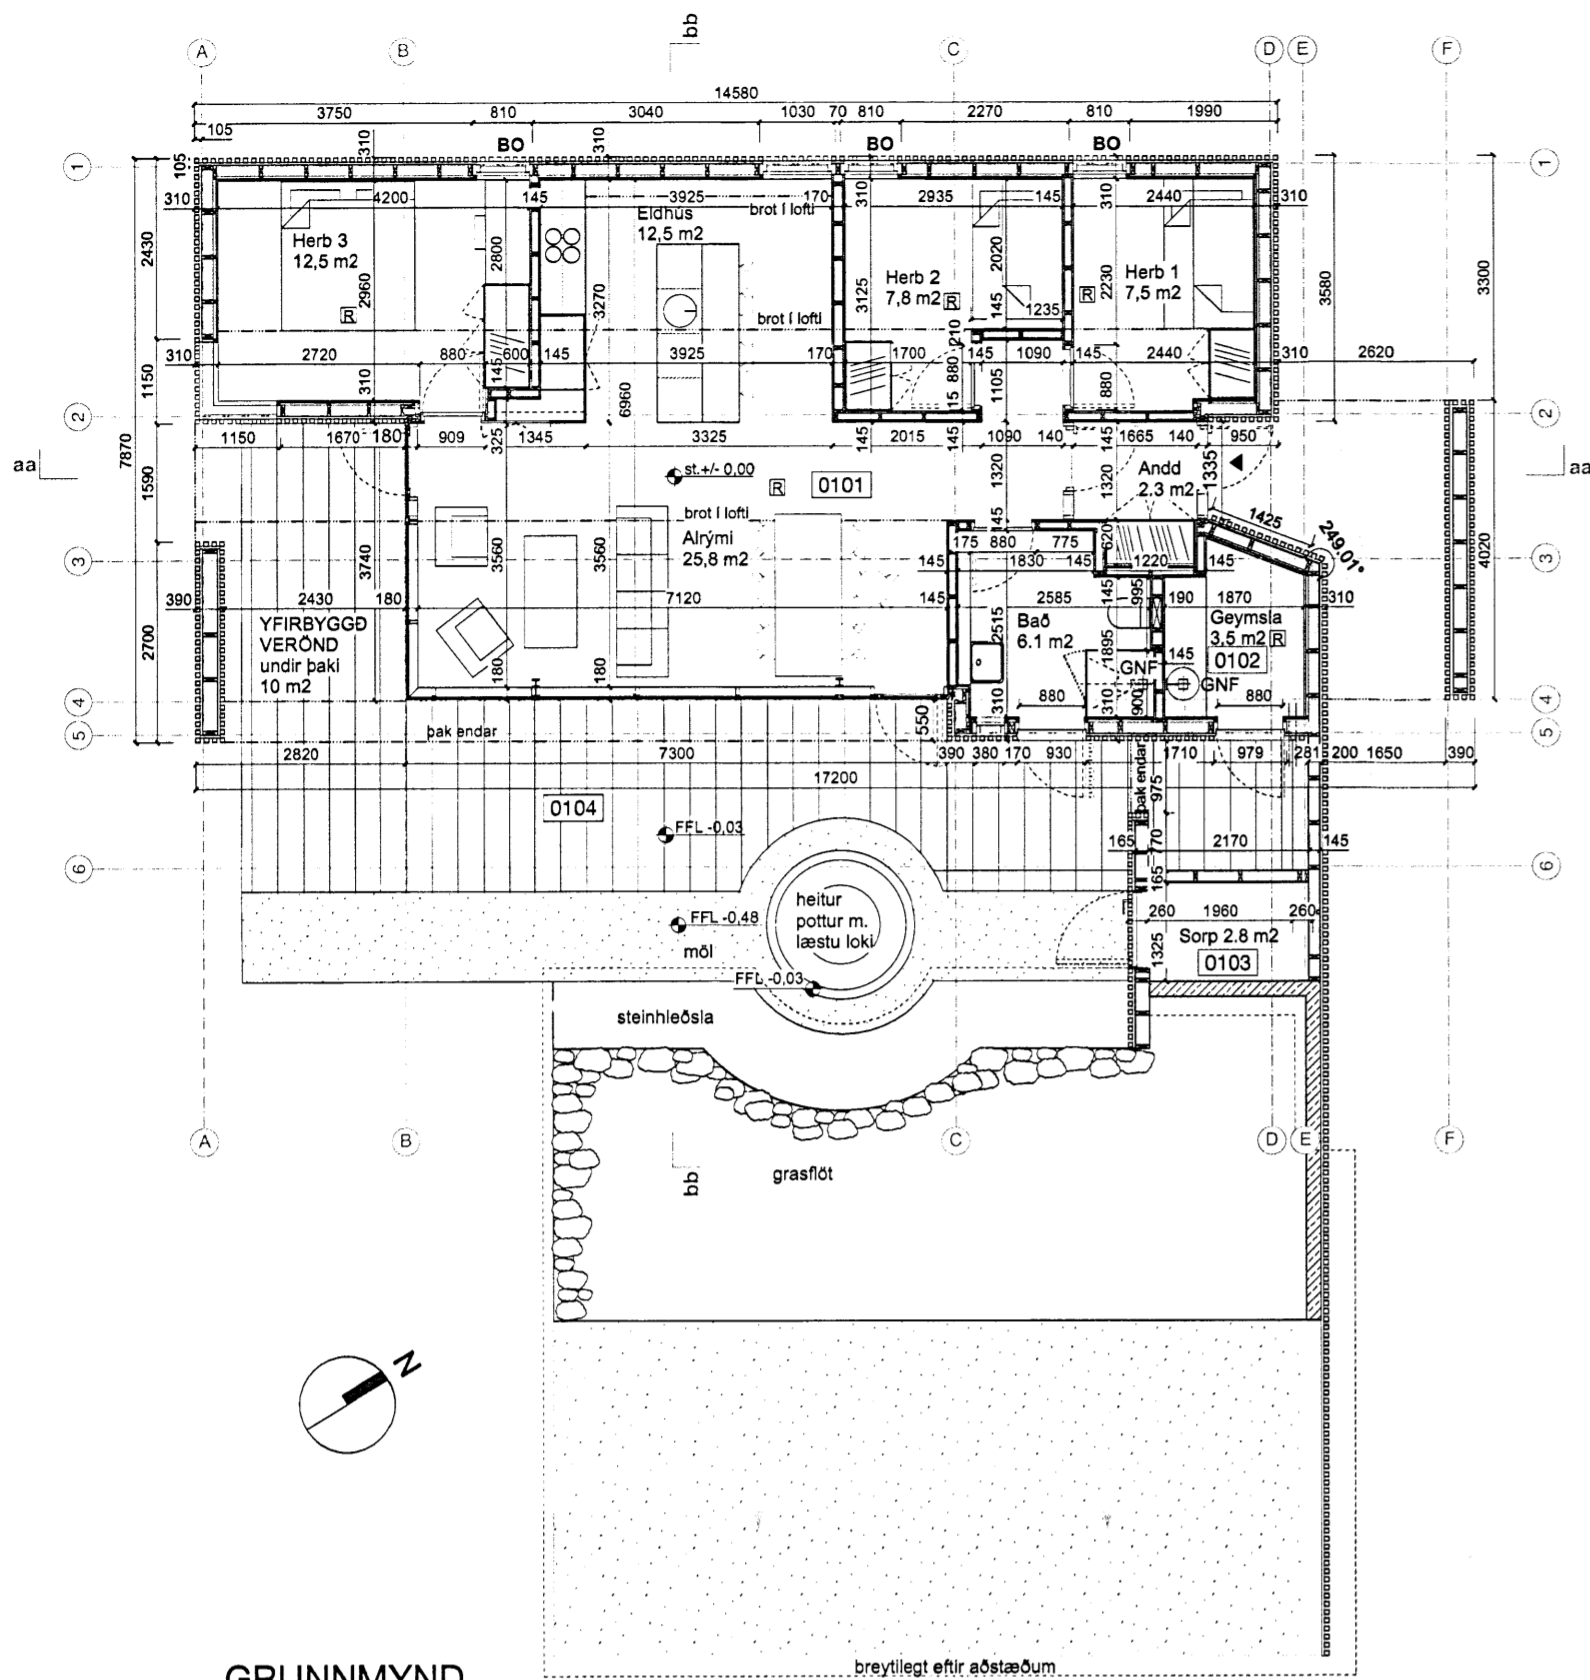 bb
A B C D E F
14580
3750 810 3040 1030 70 810 2270 810 1990
105
BO BO BO
1 1
105 310 310 310 310
310 4200 145 3925 170 2935 145 2440 310
Eldhús
12,5 m2
brot í lofti
Herb 3
12,5 m2
R
2960 2800 3270
Herb 2
7,8 m2
R
3125 2020 145 1235 210
Herb 1
7,5 m2
R
2230
brot í lofti
2430 3580 3300
310 2720 880 600 145 3925 170 1700 145 1090 145 2440 310 2620
1150 310 145 6960 880 15 1105 880
2 2
1150 1670 180 909 1345 3325 2015 1090 140 1665 140 950
325 145 145 145
7870 1590
aa aa
st.+/- 0,00
R
0101
1320 1320 1335
Andd
2.3 m2
brot í lofti
Alrými
25,8 m2
3740 3560 3560
145 620
175 880 775
1425
249.01°
3 3
145 1830 145 1220 145
4020
390 2430 180 7120 145 2585 190 1870 310
2700
YFIRBYGGÐ
VERÖND
undir þaki
10 m2
180 180
2515 145 1895 995
Bað
6.1 m2
Geymsla
3,5 m2 R
145 0102
GNF GNF
880 880
310 310 900
4 4
þak endar
550
5 5
2820 7300 390 380 170 930 1710 979 281 200 1650 390
17200
þak endar
975
0104
FFL -0,03
165 770 2170 145
6 6
165
heitur
pottur m.
læstu loki
FFL -0,48
möl
260 1960 260
Sorp 2.8 m2
1325
0103
FFL -0,03
steinhleðsla
A B C D E F
bb
grasflöt
N
breytilegt eftir aðstæðum
GRUNNMYND